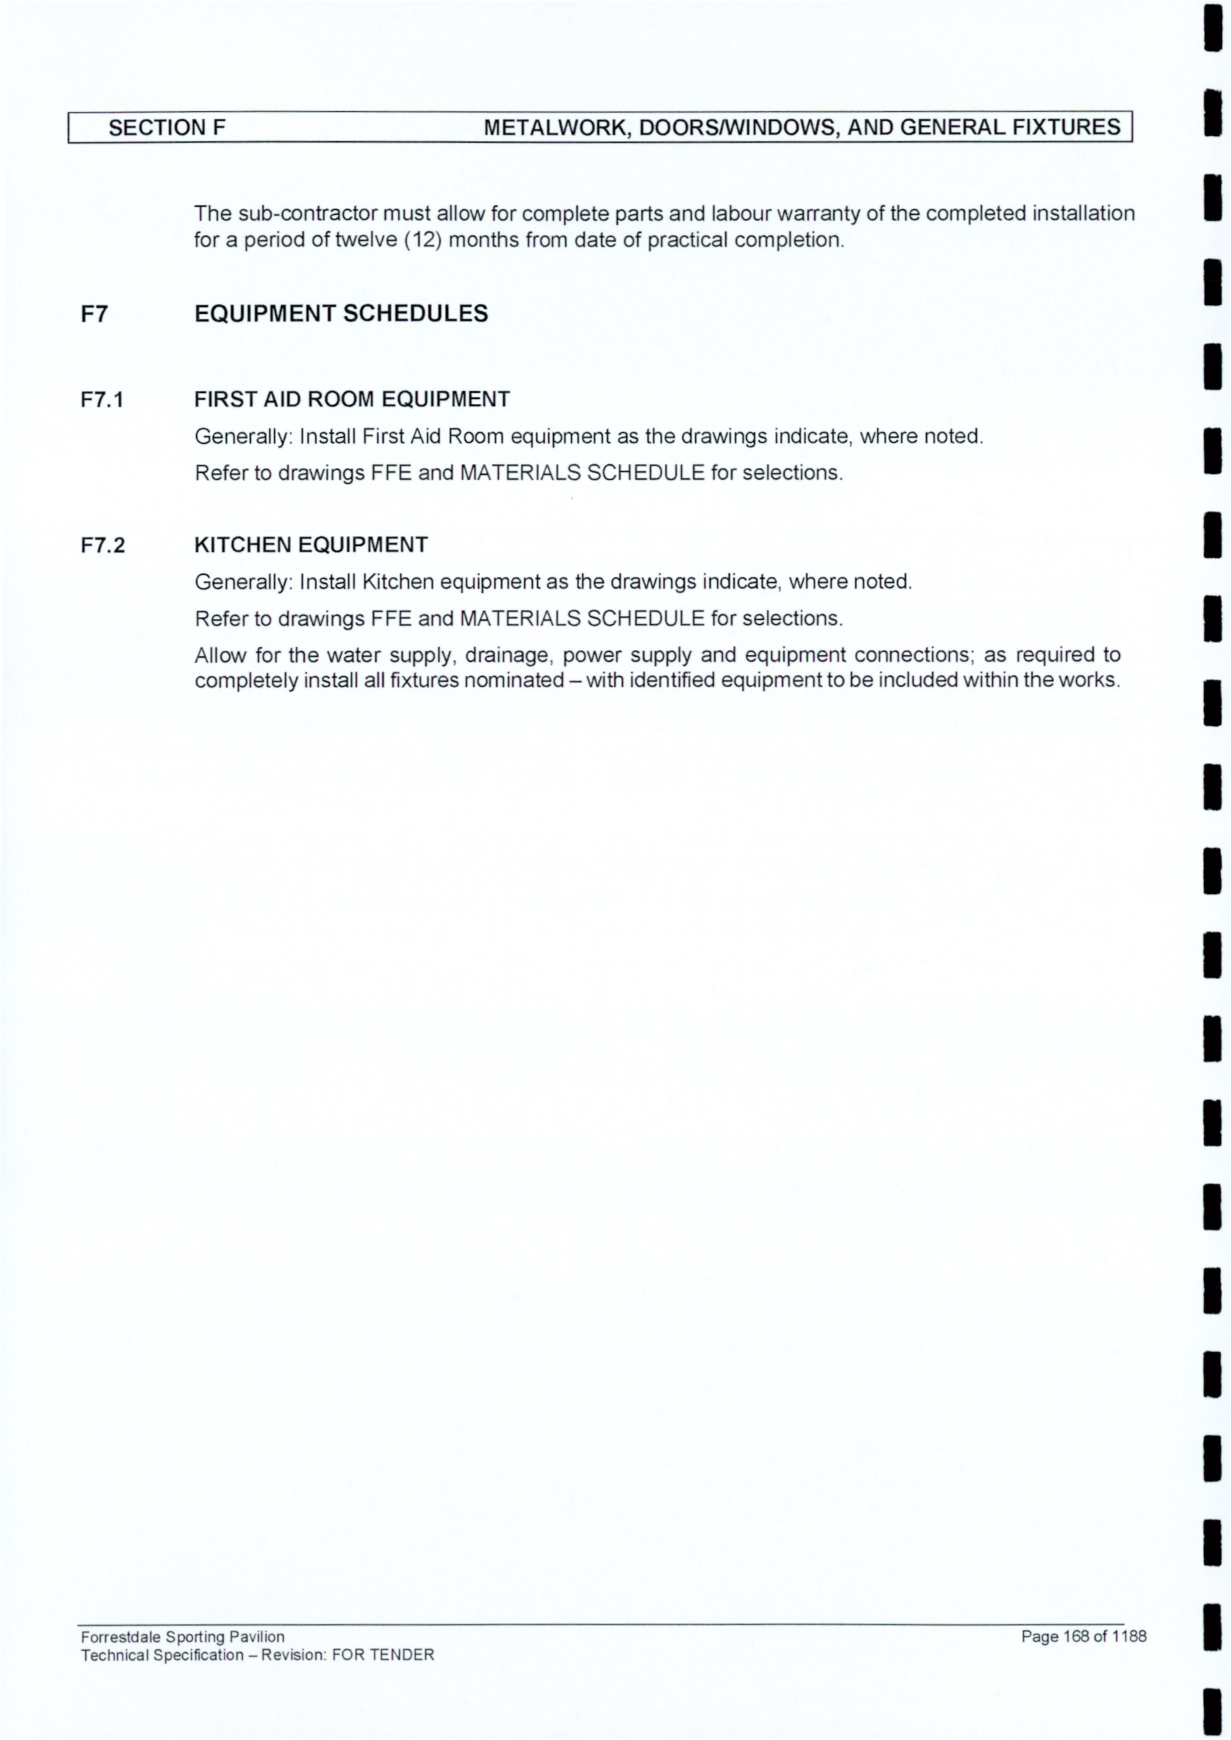 SECTION F METALWORK, DOORS/WINDOWS, AND GENERAL FIXTURES
The sub-contractor must allow for complete parts and labour warranty of the completed installation
for a period of twelve (12) months from date of practical completion.
F7 EQUIPMENT SCHEDULES
F7.1 FIRST AID ROOM EQUIPMENT
Generally: Install First Aid Room equipment as the drawings indicate, where noted.
Refer to drawings FFE and MATERIALS SCHEDULE for selections.
F7.2 KITCHEN EQUIPMENT
Generally: Install Kitchen equipment as the drawings indicate, where noted.
Refer to drawings FFE and MATERIALS SCHEDULE for selections.
Allow for the water supply, drainage, power supply and equipment connections; as required to
completely install all fixtures nominated – with identified equipment to be included within the works.
Forrestdale Sporting Pavilion Page 168 of 1188
Technical Specification – Revision: FOR TENDER